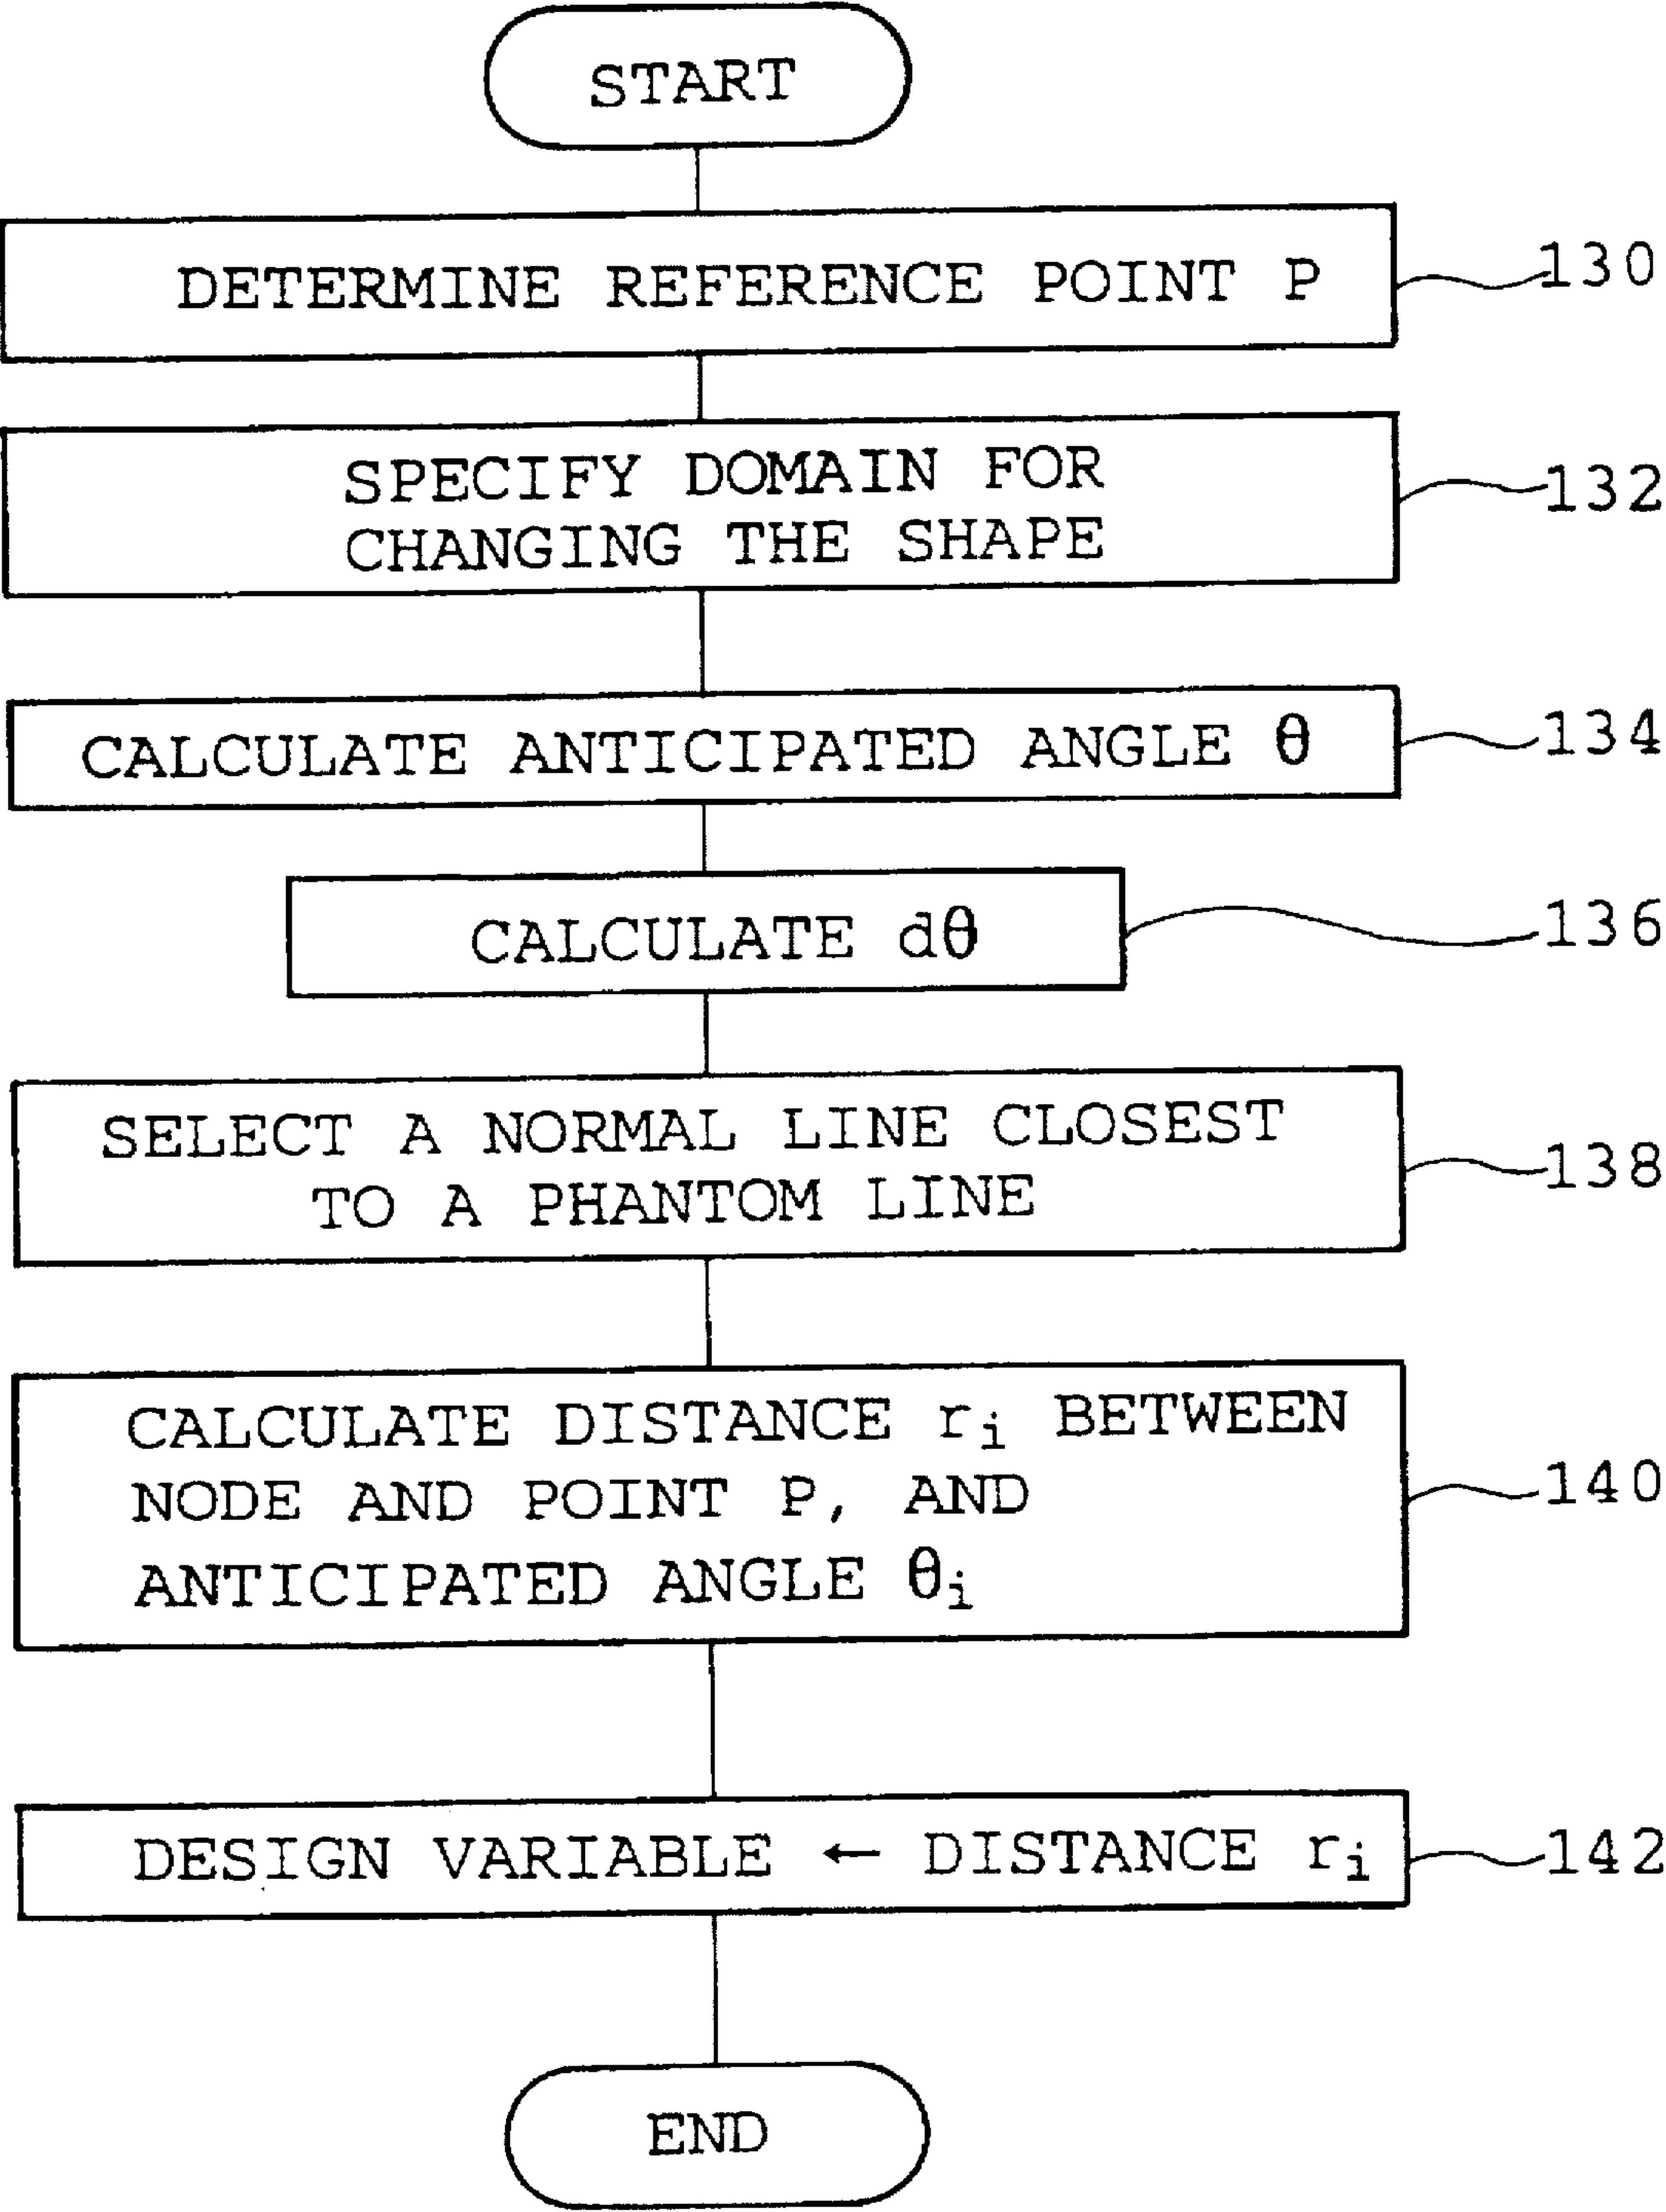 START
DETERMINE REFERENCE POINT P
130
SPECIFY DOMAIN FOR
CHANGING THE SHAPE
132
CALCULATE ANTICIPATED ANGLE θ
134
CALCULATE dθ
136
SELECT A NORMAL LINE CLOSEST
TO A PHANTOM LINE
138
CALCULATE DISTANCE ri BETWEEN
NODE AND POINT P, AND
ANTICIPATED ANGLE θi
140
DESIGN VARIABLE ← DISTANCE ri
142
END